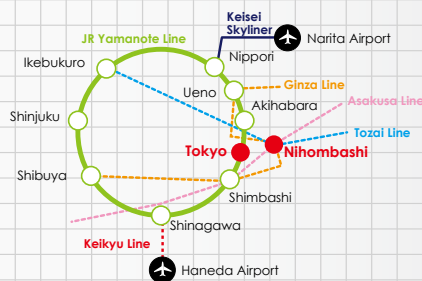 Keisei
Skyliner
JR Yamanote Line
Narita Airport
Nippori
Ikebukuro
Ueno
Ginza Line
Akihabara
Asakusa Line
Shinjuku
Tozai Line
Tokyo
Nihombashi
Shibuya
Shimbashi
Shinagawa
Keikyu Line
Haneda Airport